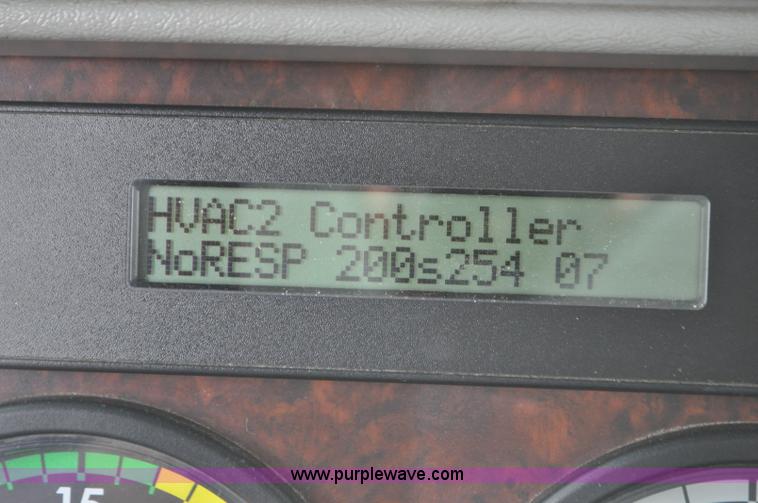 HVAC2 Controller
NoRESP 200s254 07
15
www.purplewave.com